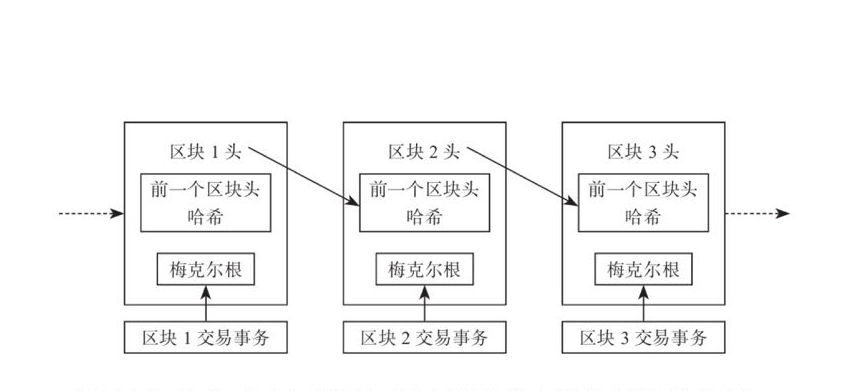 区块 1 头
区块 2 头
区块 3 头
前一个区块头
哈希
前一个区块头
哈希
前一个区块头
哈希
梅克尔根
梅克尔根
梅克尔根
区块 1 交易事务
区块 2 交易事务
区块 3 交易事务